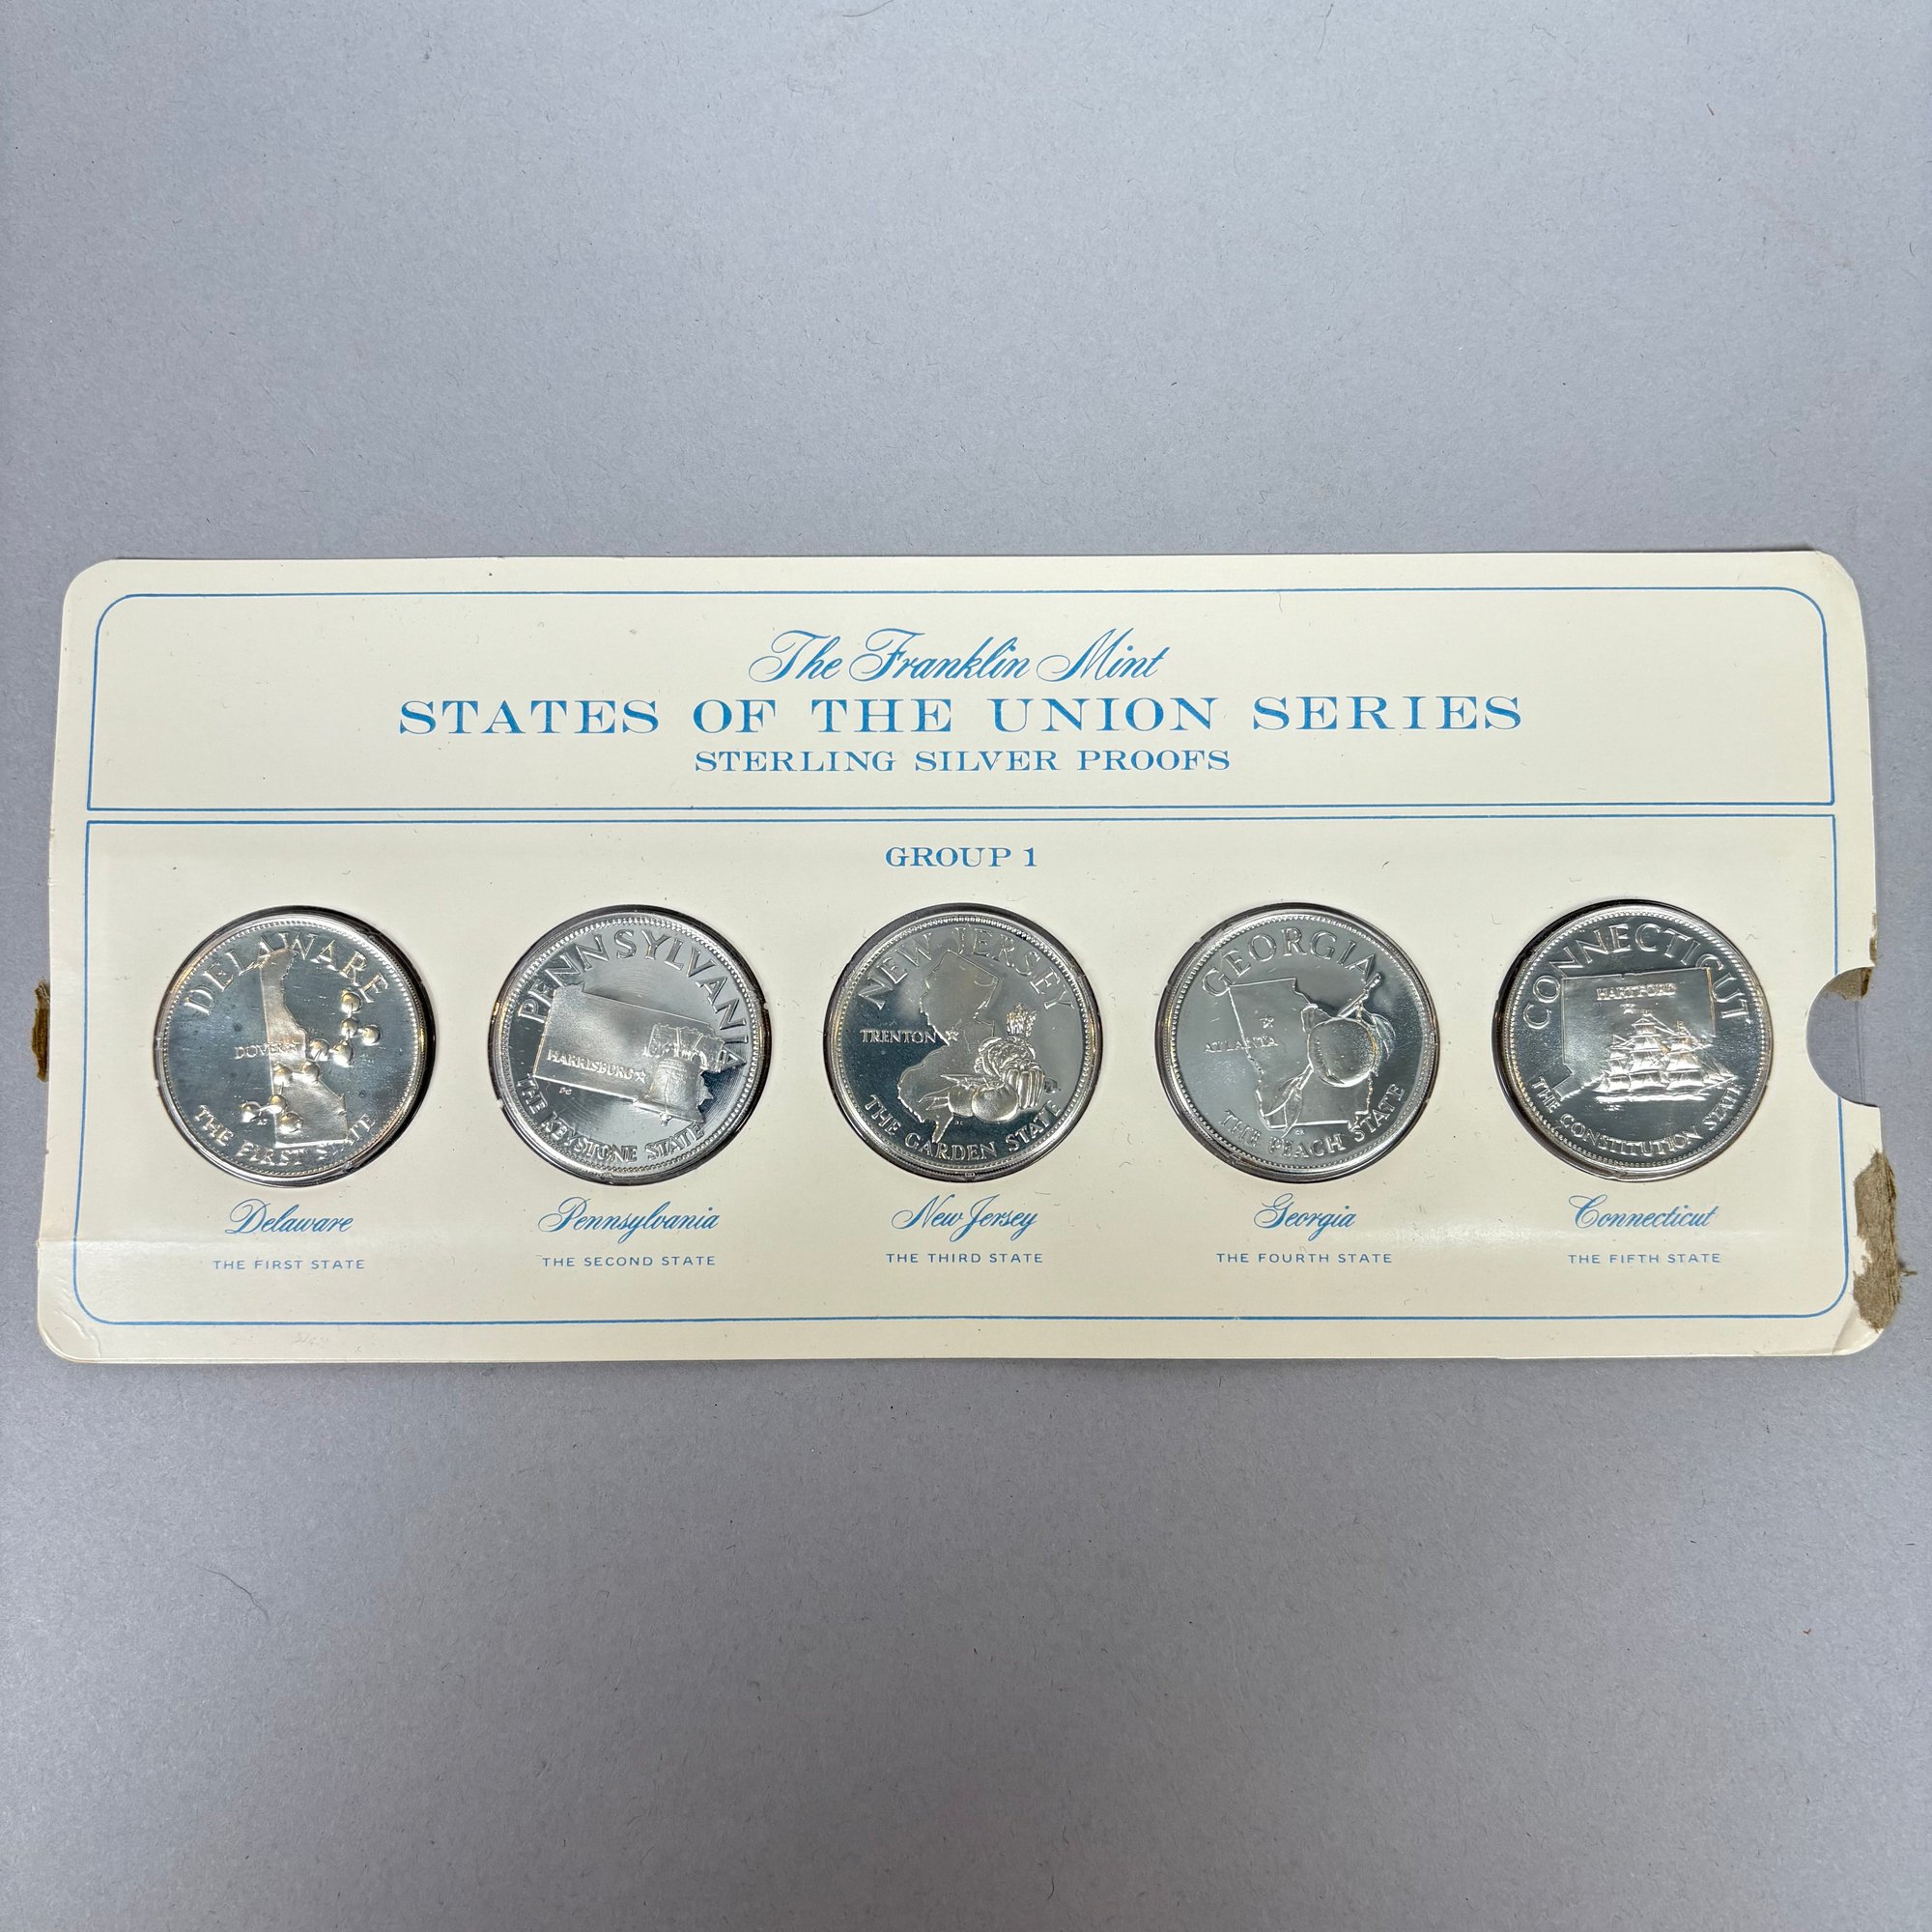 The Franklin Mint
STATES OF THE UNION SERIES
STERLING SILVER PROOFS
GROUP 1
DELAWARE
DOVER
THE FIRST STATE
PENNSYLVANIA
HARRISBURG
THE KEYSTONE STATE
NEW JERSEY
TRENTON
THE GARDEN STATE
GEORGIA
ATLANTA
THE PEACH STATE
CONNECTICUT
HARTFORD
THE CONSTITUTION STATE
Delaware
THE FIRST STATE
Pennsylvania
THE SECOND STATE
New Jersey
THE THIRD STATE
Georgia
THE FOURTH STATE
Connecticut
THE FIFTH STATE